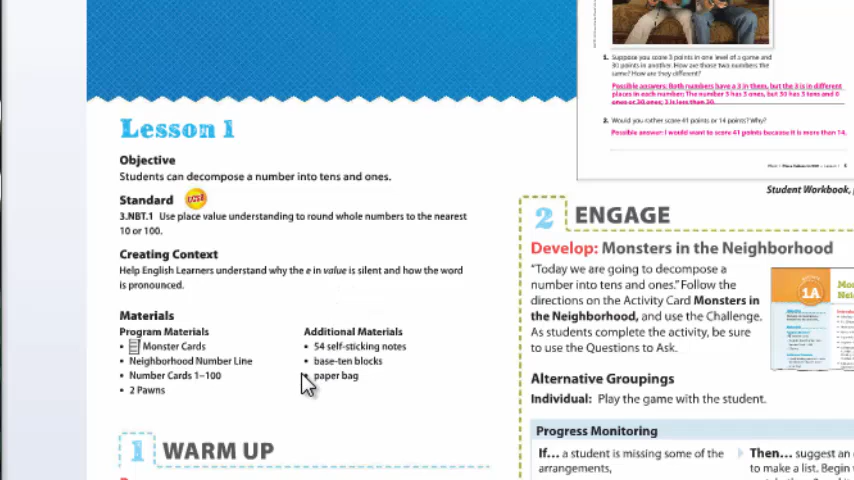 1. Suppose you score 3 points in one level of a game and
30 points in another. How are those two numbers the
same? How are they different?
Possible answer: Both numbers have a 3 in them, but the 3 is in different
places in each number. The number 3 has 3 ones, but 30 has 3 tens and 0
ones or 30 ones; 3 is less than 30.
2. Would you rather score 41 points or 14 points? Why?
Possible answer: I would want to score 41 points because it is more than 14.
Student Workbook,
Lesson 1
Objective
Students can decompose a number into tens and ones.
Standard
3.NBT.1 Use place value understanding to round whole numbers to the nearest
10 or 100.
Creating Context
Help English Learners understand why the e in value is silent and how the word
is pronounced.
Materials
Program Materials
• Monster Cards
• Neighborhood Number Line
• Number Cards 1–100
• 2 Pawns
Additional Materials
• 54 self-sticking notes
• base-ten blocks
• paper bag
1 WARM UP
2 ENGAGE
Develop: Monsters in the Neighborhood
"Today we are going to decompose a
number into tens and ones." Follow the
directions on the Activity Card Monsters in
the Neighborhood, and use the Challenge.
As students complete the activity, be sure
to use the Questions to Ask.
1A
Alternative Groupings
Individual: Play the game with the student.
Progress Monitoring
If... a student is missing some of the
arrangements,
Then... suggest an
to make a list. Begin